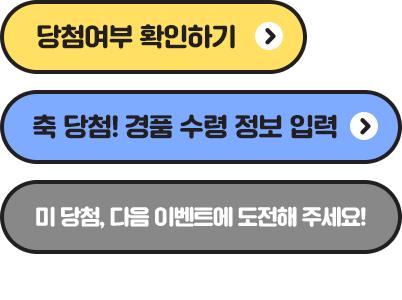 당첨여부 확인하기
축 당첨! 경품 수령 정보 입력
미 당첨, 다음 이벤트에 도전해 주세요!